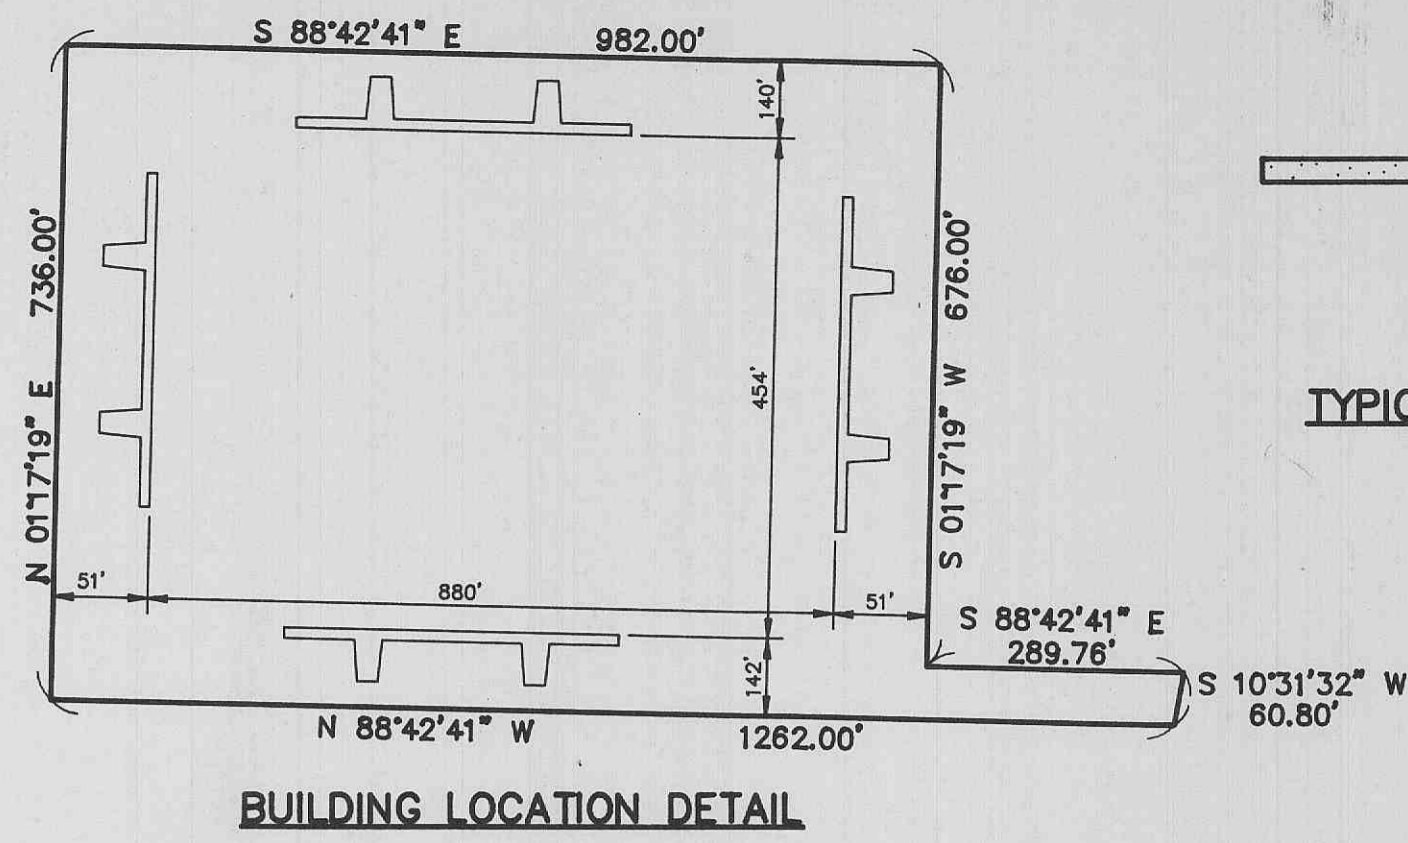 S 88°42'41" E 982.00'
140'
N 01°17'19" E 736.00'
S 01°17'19" W 676.00'
454'
TYPIC
51'
880'
51'
S 88°42'41" E
289.76'
142'
S 10°31'32" W
60.80'
N 88°42'41" W 1262.00'
BUILDING LOCATION DETAIL